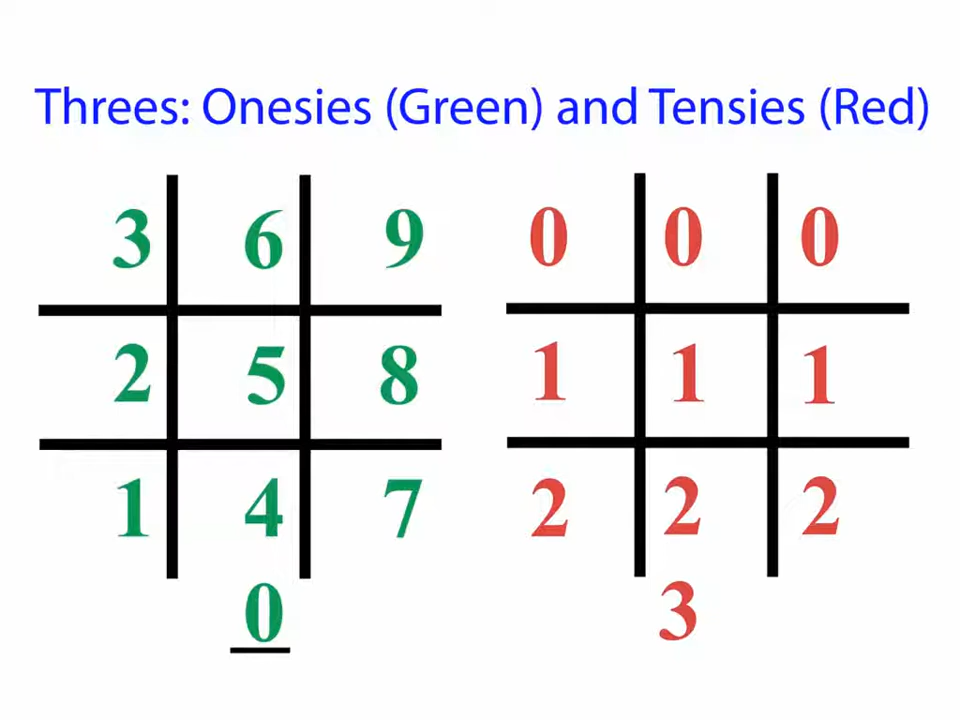 Threes: Onesies (Green) and Tensies (Red)
3 6 9 0 0 0
2 5 8 1 1 1
1 4 7 2 2 2
0 3